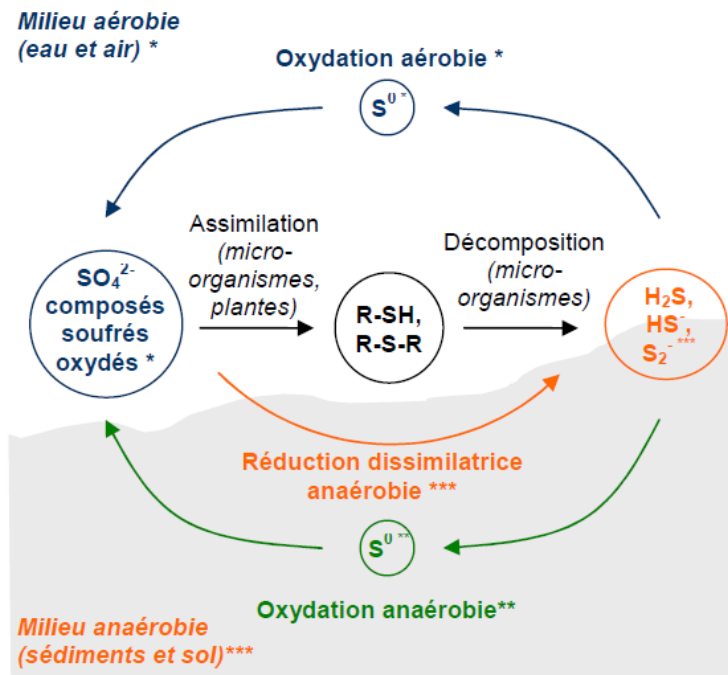 Milieu aérobie
(eau et air) *
Oxydation aérobie *
S⁰ *
Assimilation
(micro-
organismes,
plantes)
Décomposition
(micro-
organismes)
SO₄²⁻
composés
soufrés
oxydés *
R-SH,
R-S-R
H₂S,
HS⁻,
S₂⁻ ***
Réduction dissimilatrice
anaérobie ***
S⁰ **
Oxydation anaérobie**
Milieu anaérobie
(sédiments et sol)***